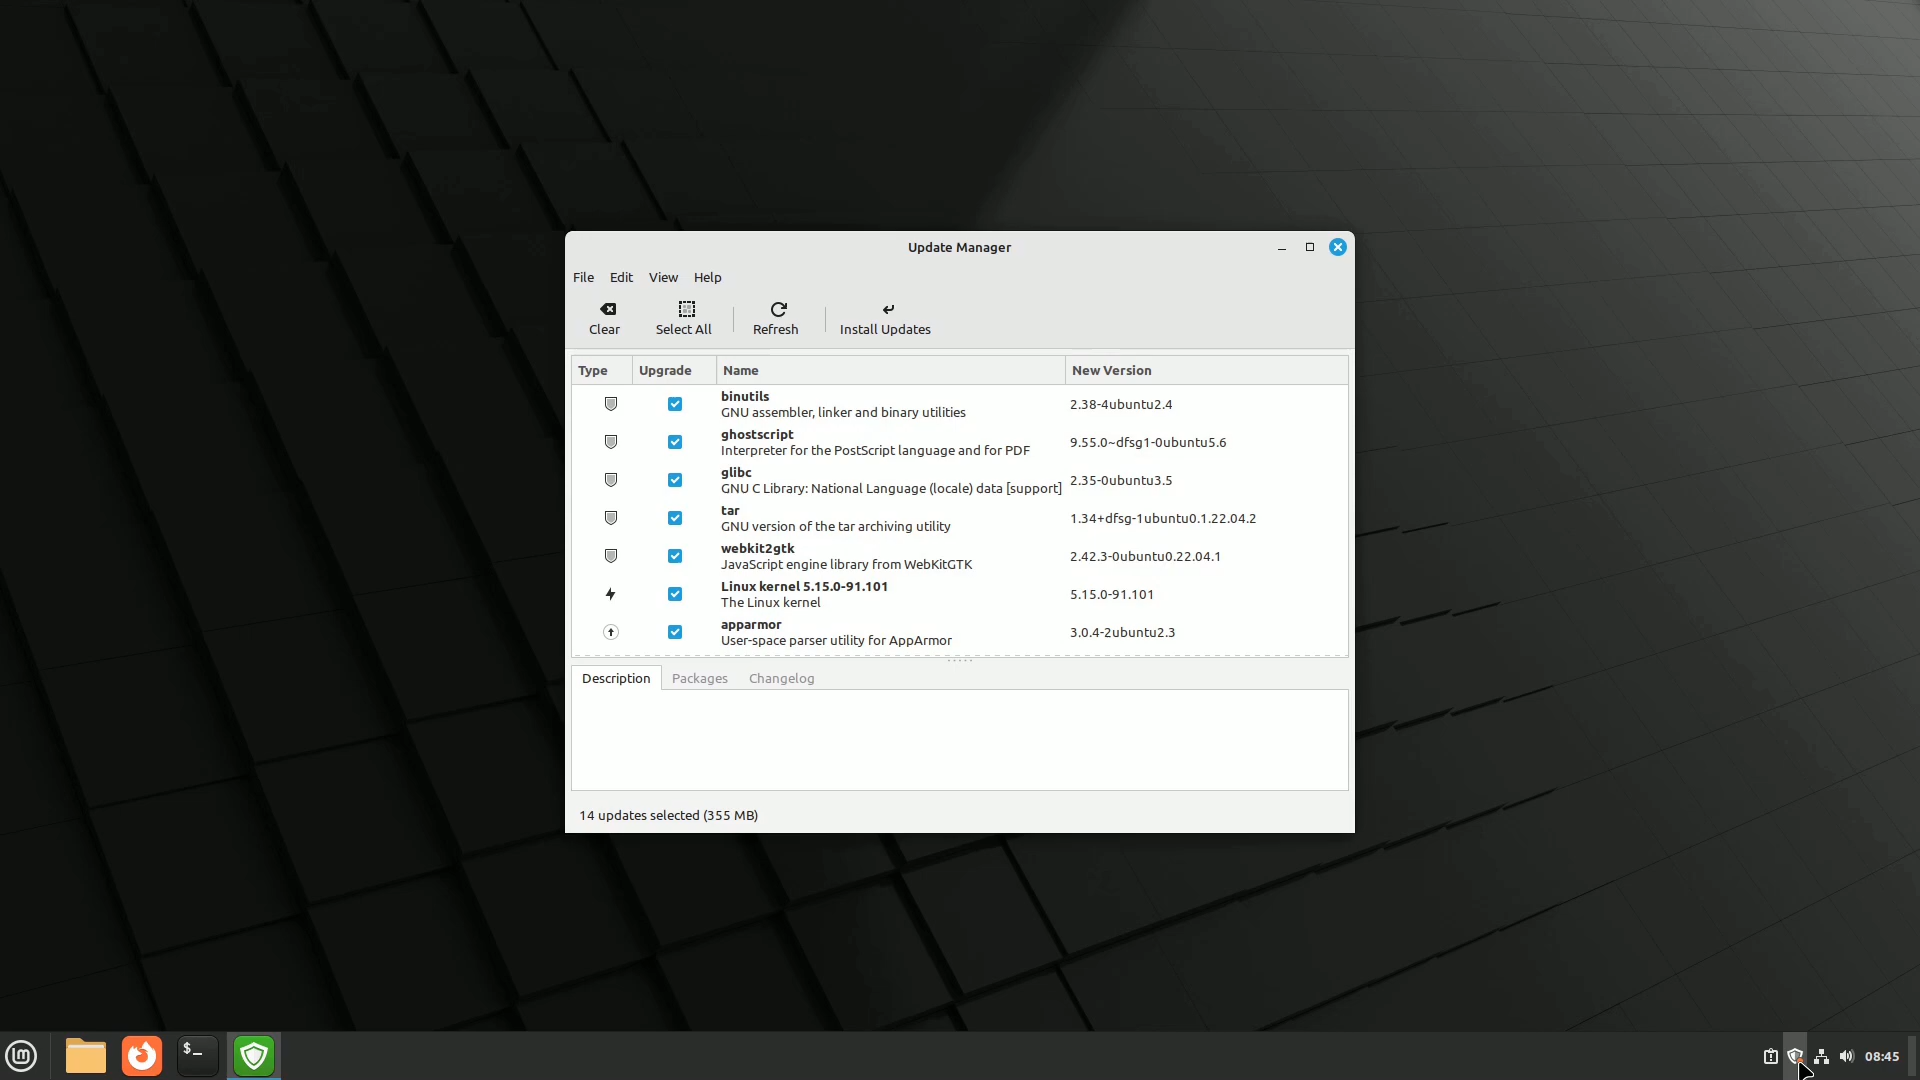 Update Manager
File Edit View Help
Clear Select All Refresh Install Updates
Type Upgrade Name New Version
binutils
GNU assembler, linker and binary utilities 2.38-4ubuntu2.4
ghostscript
Interpreter for the PostScript language and for PDF 9.55.0~dfsg1-0ubuntu5.6
glibc
GNU C Library: National Language (locale) data [support] 2.35-0ubuntu3.5
tar
GNU version of the tar archiving utility 1.34+dfsg-1ubuntu0.1.22.04.2
webkit2gtk
JavaScript engine library from WebKitGTK 2.42.3-0ubuntu0.22.04.1
Linux kernel 5.15.0-91.101
The Linux kernel 5.15.0-91.101
apparmor
User-space parser utility for AppArmor 3.0.4-2ubuntu2.3
Description Packages Changelog
14 updates selected (355 MB)
$_ 08:45